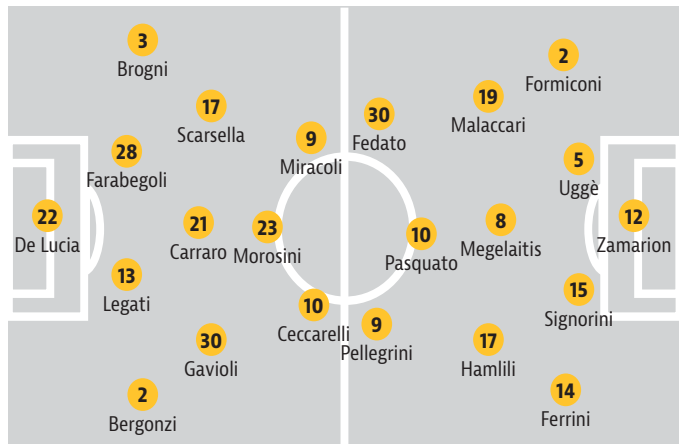 3
Brogni
17
Scarsella
9
Miracoli
28
Farabegoli
22
De Lucia
21
Carraro
23
Morosini
13
Legati
10
Ceccarelli
30
Gavioli
2
Bergonzi
2
Formiconi
19
Malaccari
30
Fedato
5
Uggè
12
Zamarion
8
Megelaitis
10
Pasquato
15
Signorini
9
Pellegrini
17
Hamlili
14
Ferrini